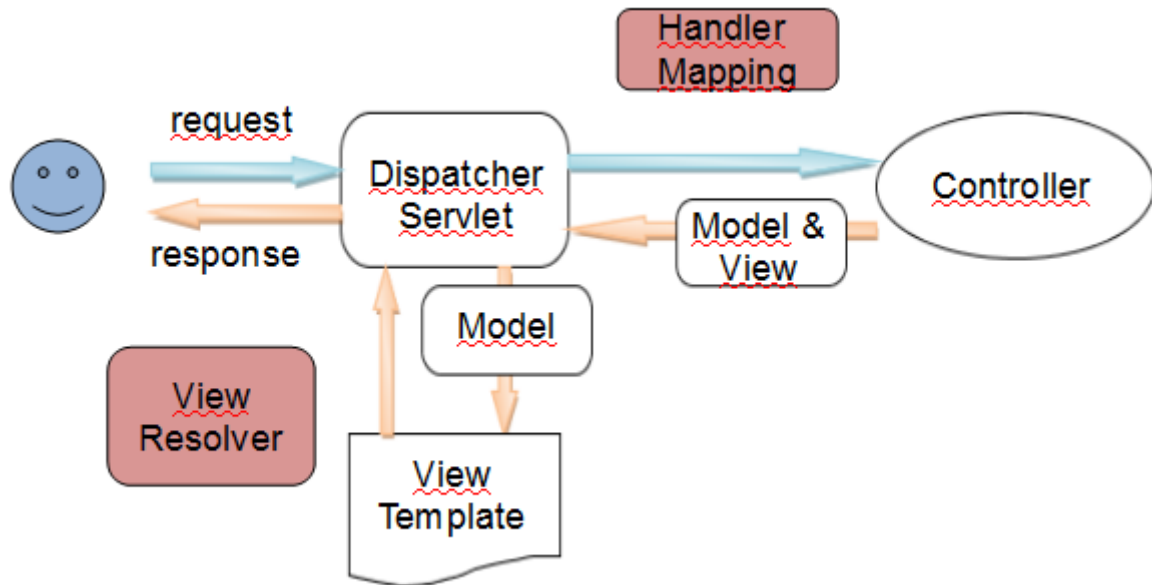 Handler
Mapping
request
Dispatcher
Servlet
Controller
response
Model &
View
Model
View
Resolver
View
Template